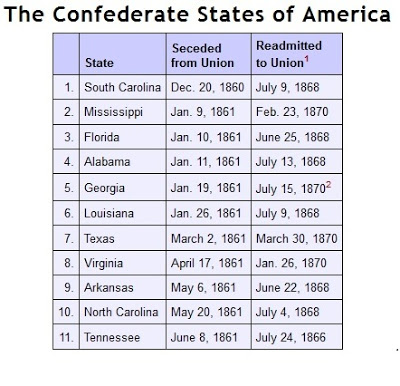 The Confederate States of America
State Seceded from Union Readmitted to Union1
1. South Carolina Dec. 20, 1860 July 9, 1868
2. Mississippi Jan. 9, 1861 Feb. 23, 1870
3. Florida Jan. 10, 1861 June 25, 1868
4. Alabama Jan. 11, 1861 July 13, 1868
5. Georgia Jan. 19, 1861 July 15, 18702
6. Louisiana Jan. 26, 1861 July 9, 1868
7. Texas March 2, 1861 March 30, 1870
8. Virginia April 17, 1861 Jan. 26, 1870
9. Arkansas May 6, 1861 June 22, 1868
10. North Carolina May 20, 1861 July 4, 1868
11. Tennessee June 8, 1861 July 24, 1866